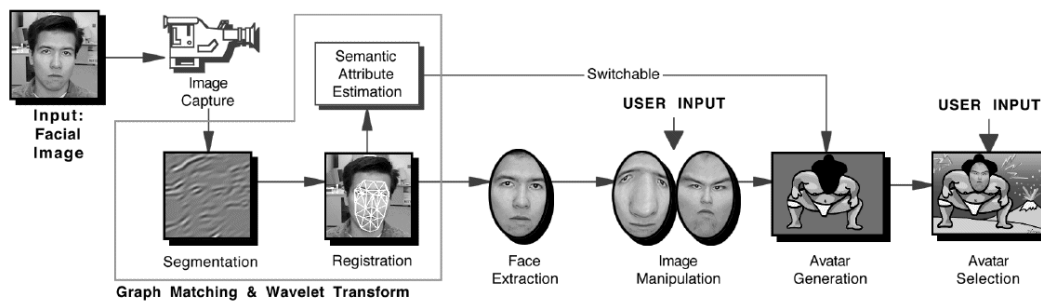 Input:
Facial
Image
Image
Capture
Semantic
Attribute
Estimation
Switchable
USER INPUT
USER INPUT
Segmentation
Registration
Face
Extraction
Image
Manipulation
Avatar
Generation
Avatar
Selection
Graph Matching & Wavelet Transform